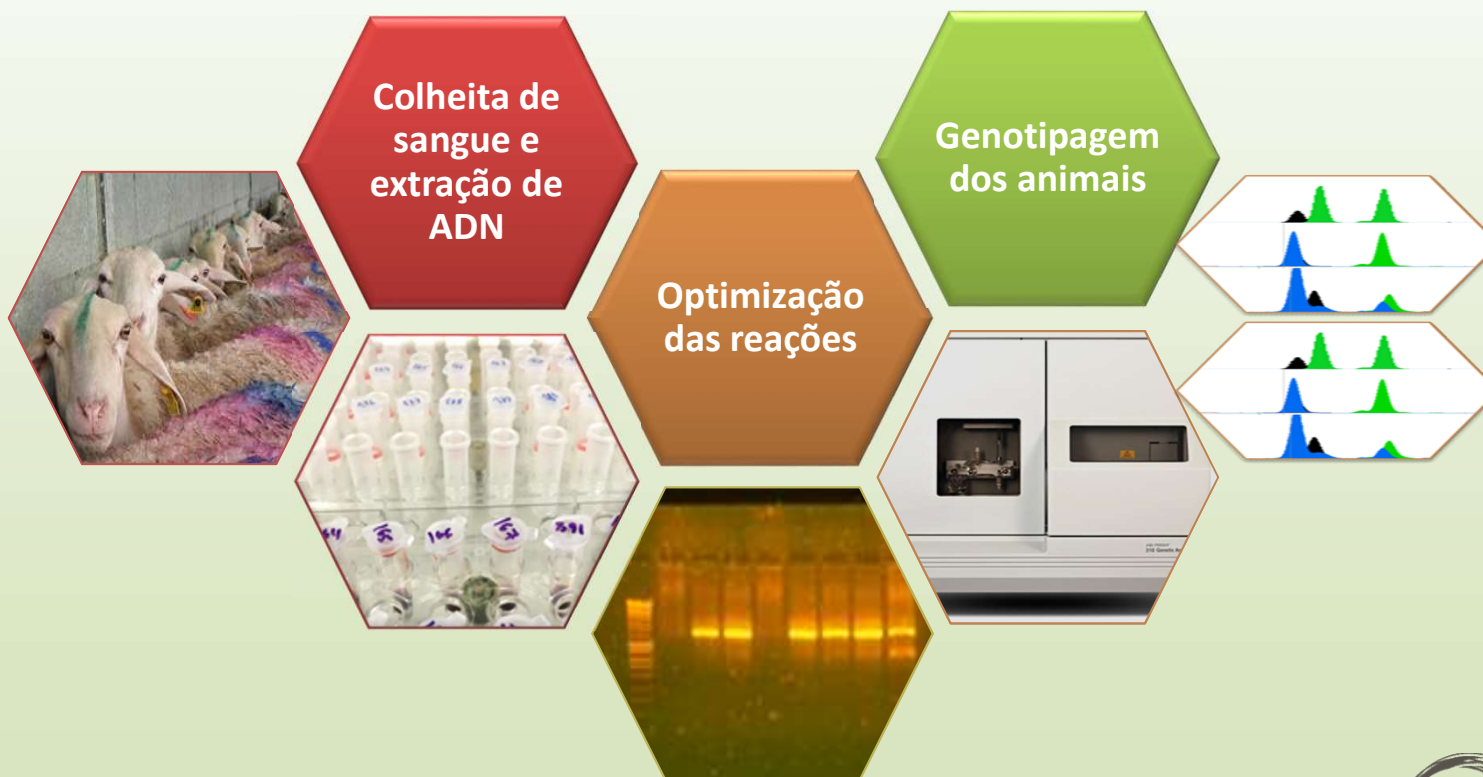 Colheita de
sangue e
extração de
ADN
Optimização
das reações
Genotipagem
dos animais